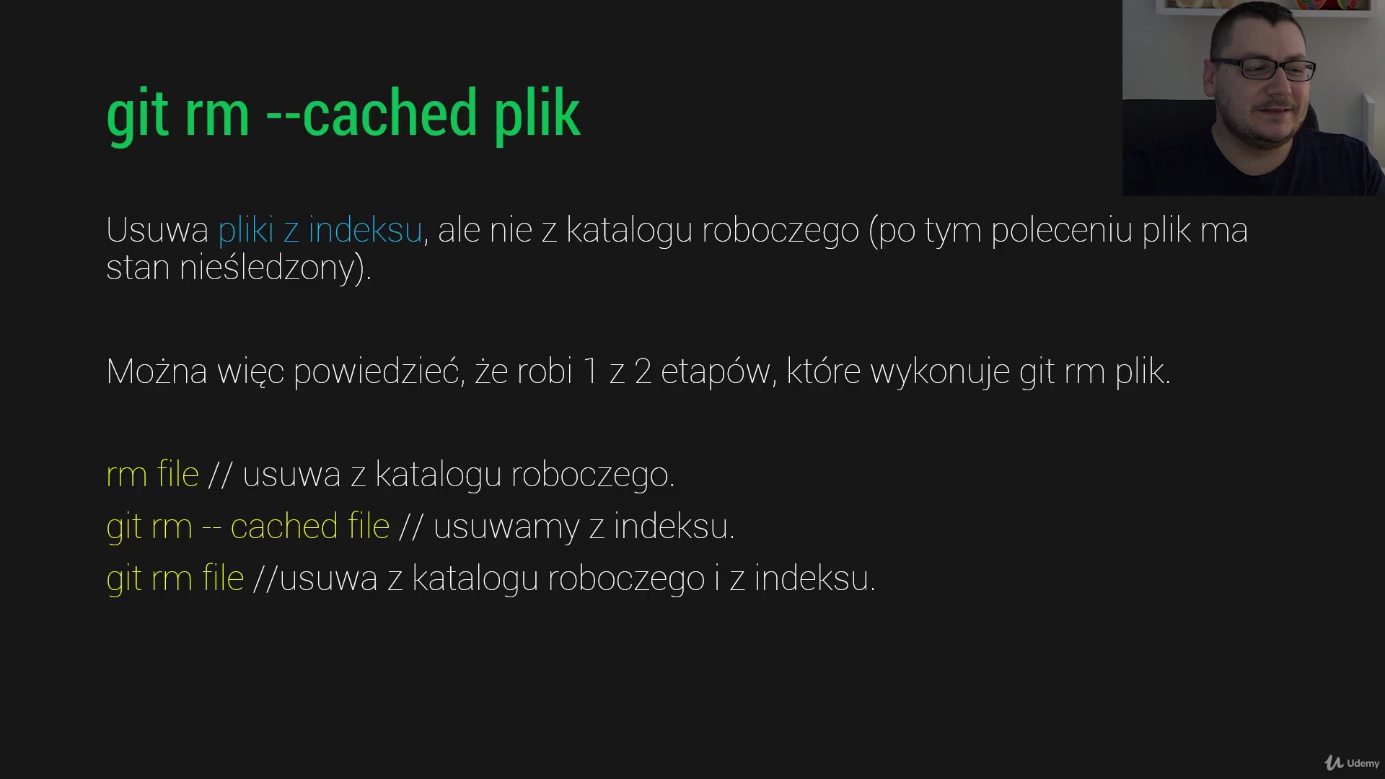 git rm --cached plik
Usuwa pliki z indeksu, ale nie z katalogu roboczego (po tym poleceniu plik ma
stan nieśledzony).
Można więc powiedzieć, że robi 1 z 2 etapów, które wykonuje git rm plik.
rm file // usuwa z katalogu roboczego.
git rm -- cached file // usuwamy z indeksu.
git rm file //usuwa z katalogu roboczego i z indeksu.
Udemy